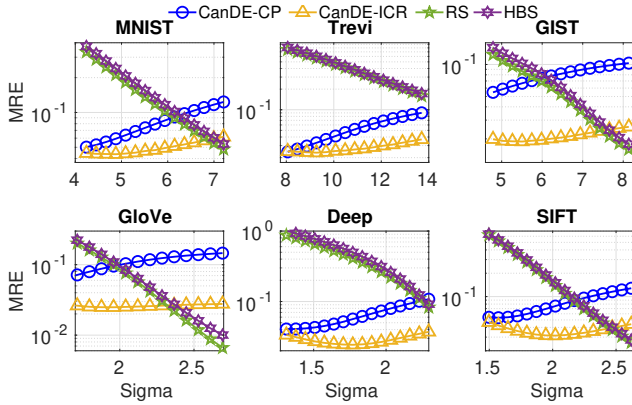 CanDE-CP CanDE-ICR RS HBS
MNIST Trevi GIST
MRE
10^-1
4 5 6 7
10^-1
8 10 12 14
10^-1
5 6 7 8
GloVe Deep SIFT
MRE
10^-1
10^-2
2 2.5
Sigma
10^0
10^-1
1.5 2
Sigma
10^-1
1.5 2 2.5
Sigma